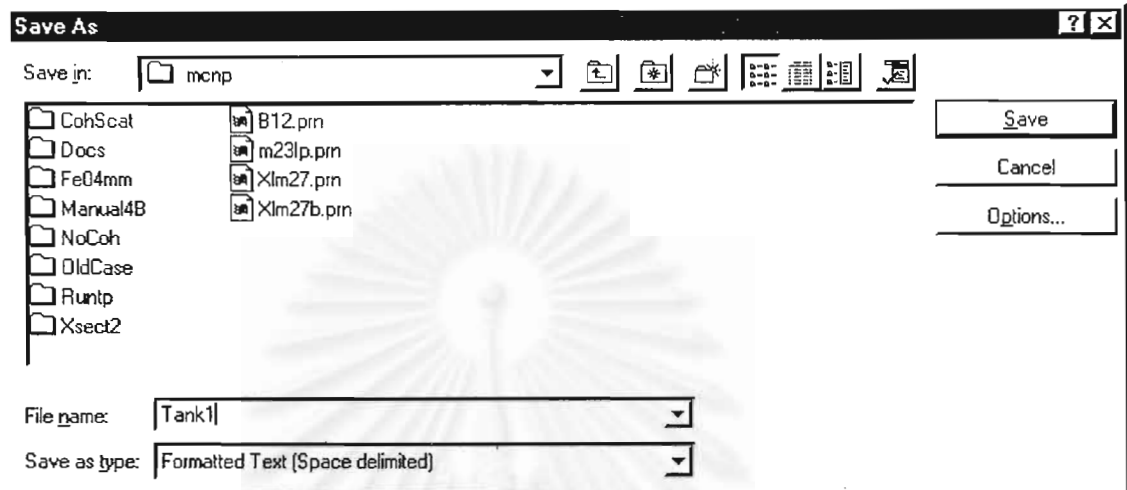 Save As
Save in: mcnp
CohScat
Docs
Fe04mm
Manual4B
NoCoh
OldCase
Runtp
Xsect2
B12.prn
m23lp.prn
Xlm27.prn
Xlm27b.prn
Save
Cancel
Options...
File name: Tank1
Save as type: Formatted Text (Space delimited)